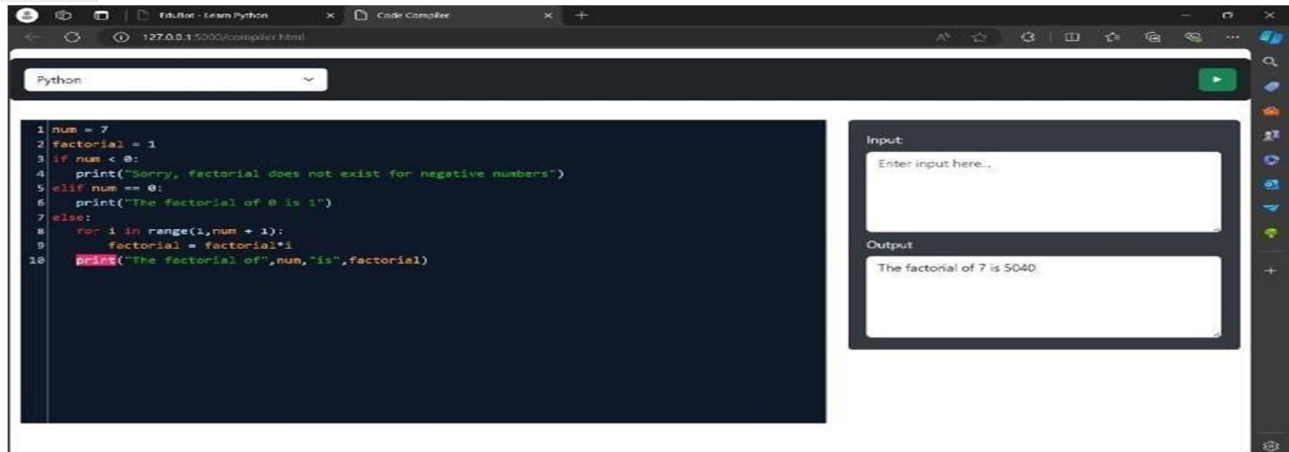 EduBot - Learn Python
Code Compiler
127.0.0.1:5000/compiler.html
Python
1 num = 7
2 factorial = 1
3 if num < 0:
4     print("Sorry, factorial does not exist for negative numbers")
5 elif num == 0:
6     print("The factorial of 0 is 1")
7 else:
8     for i in range(1,num + 1):
9         factorial = factorial*i
10     print("The factorial of",num,"is",factorial)
Input:
Enter input here...
Output
The factorial of 7 is 5040